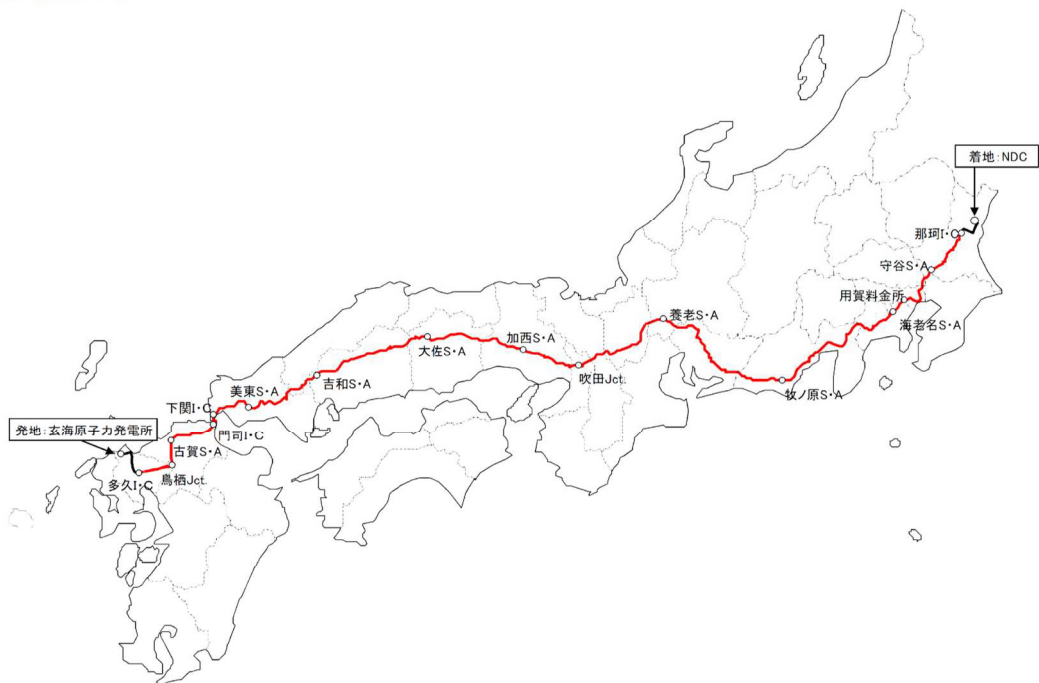 着地:NDC
那珂I・C
守谷S・A
用賀料金所
海老名S・A
養老S・A
加西S・A
大佐S・A
吹田Jct.
牧ノ原S・A
吉和S・A
美東S・A
下関I・C
門司I・C
発地:玄海原子力発電所
古賀S・A
鳥栖Jct.
多久I・C